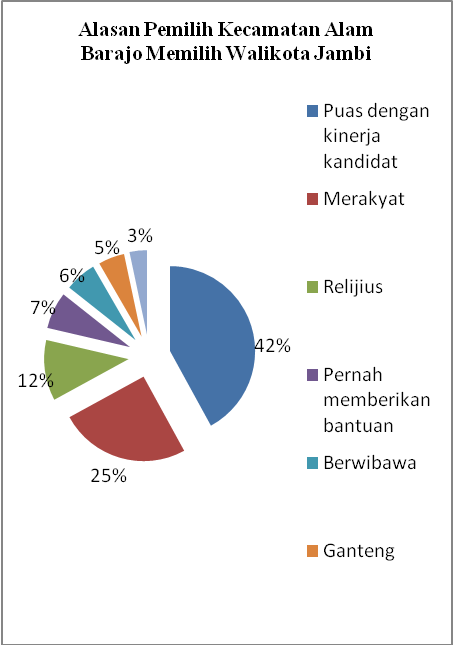 Alasan Pemilih Kecamatan Alam
Barajo Memilih Walikota Jambi
Puas dengan
kinerja
kandidat
Merakyat
Relijius
Pernah
memberikan
bantuan
Berwibawa
Ganteng
3%
5%
6%
7%
12%
25%
42%